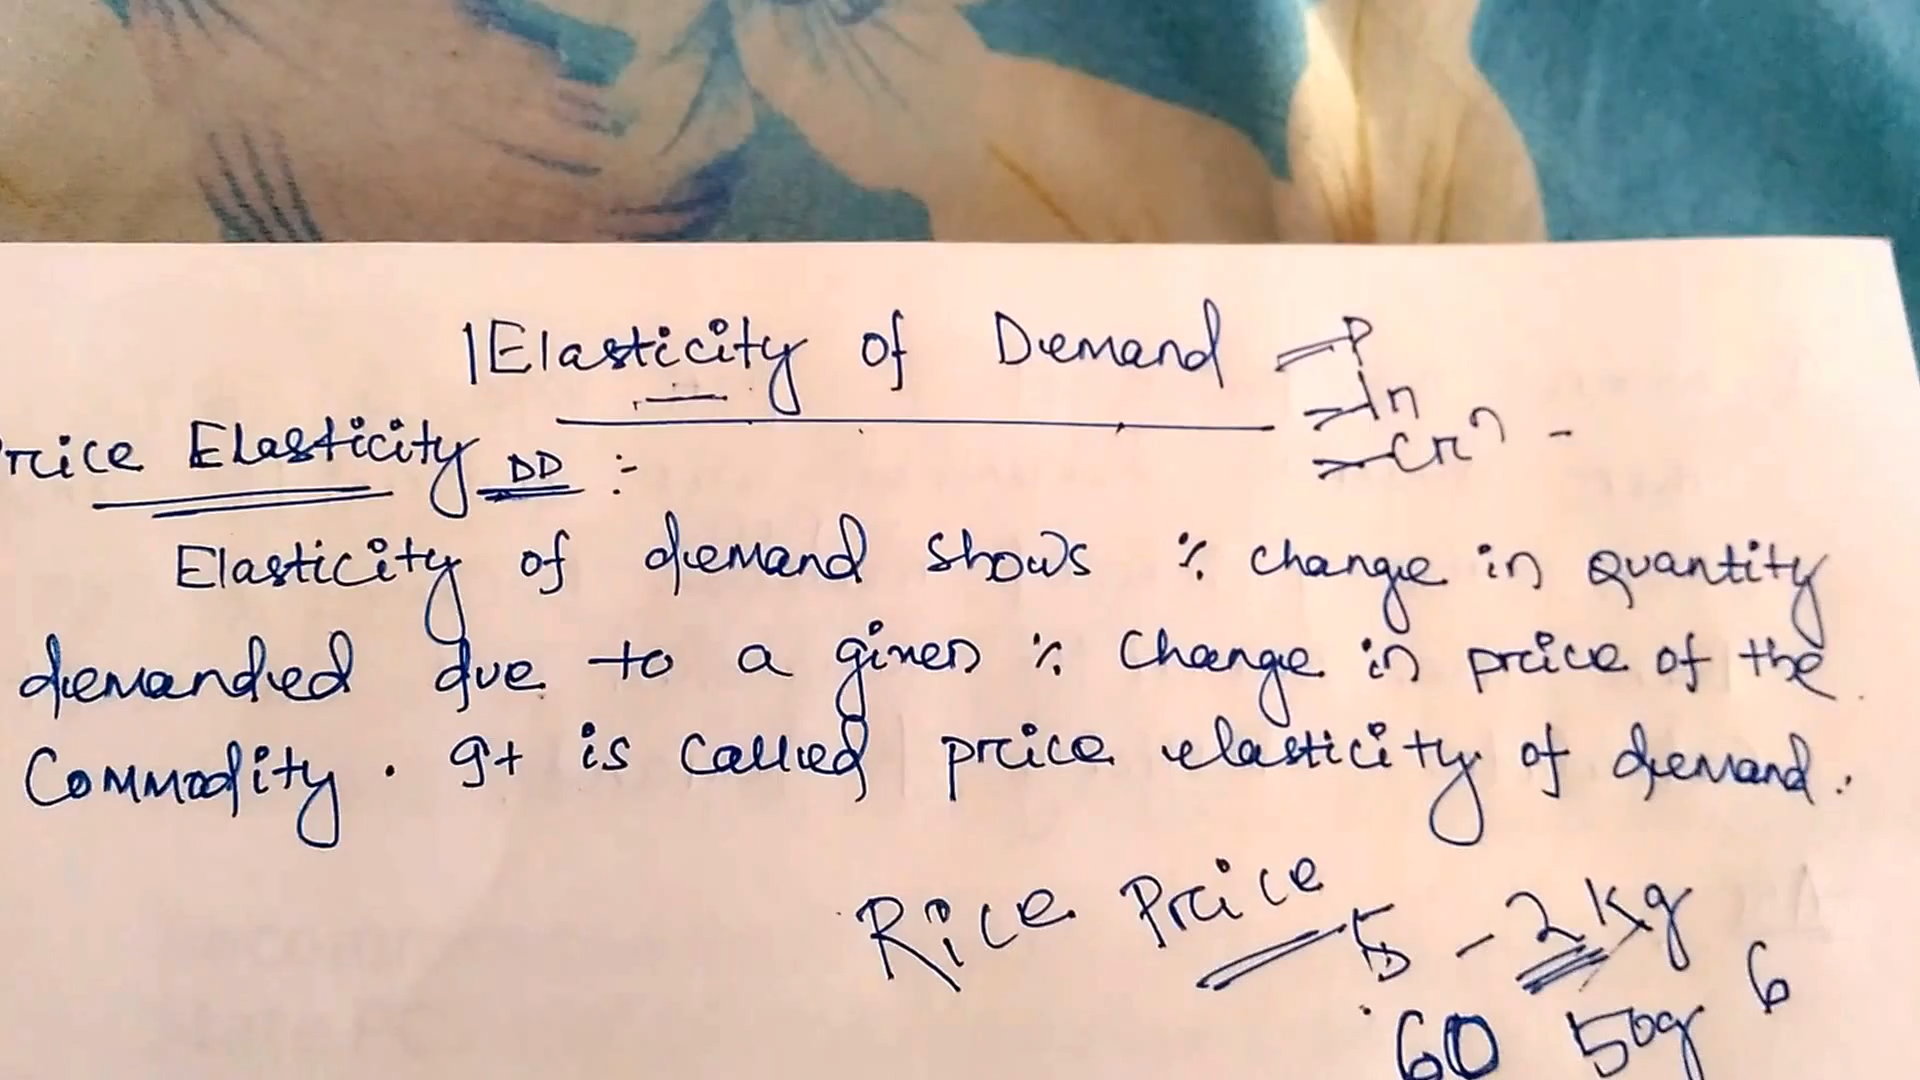 Elasticity of Demand P
In
Crn -
rice Elasticity DD :-
Elasticity of demand shows % change in quantity
demanded due to a given % change in price of the
Commodity. It is called price elasticity of demand.
Rice Price 5 - 2 kg
60 50g 6